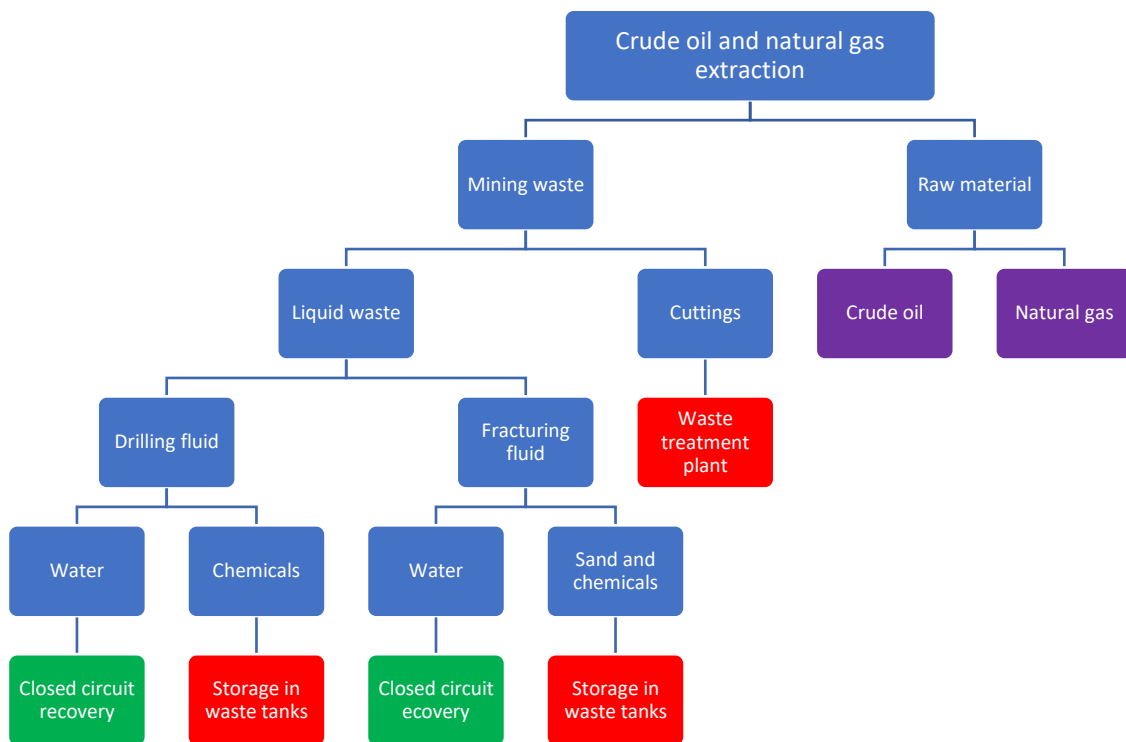 Crude oil and natural gas
extraction
Mining waste
Raw material
Liquid waste
Cuttings
Crude oil
Natural gas
Drilling fluid
Fracturing
fluid
Waste
treatment
plant
Water
Chemicals
Water
Sand and
chemicals
Closed circuit
recovery
Storage in
waste tanks
Closed circuit
ecovery
Storage in
waste tanks